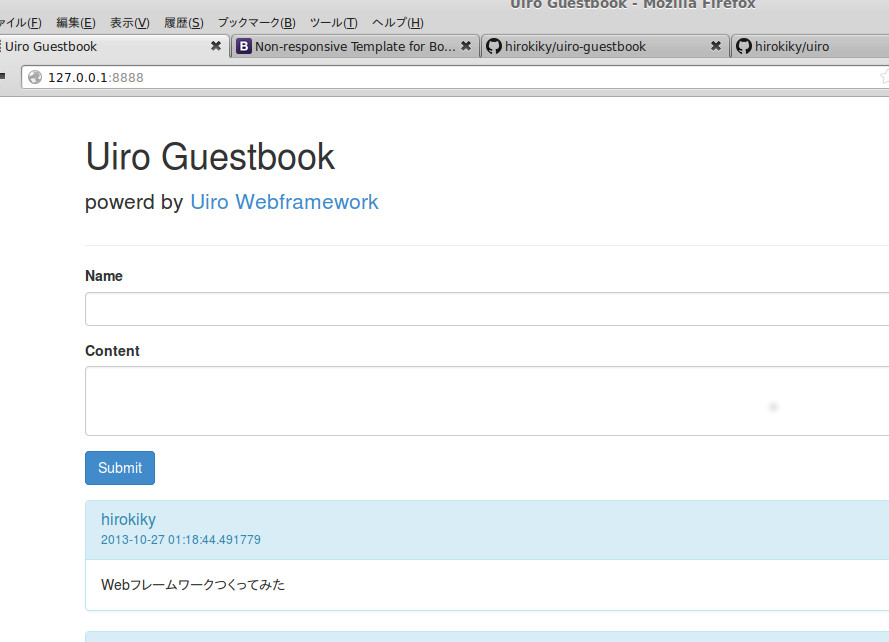 Uiro Guestbook - Mozilla Firefox
ァイル(F) 編集(E) 表示(V) 履歴(S) ブックマーク(B) ツール(T) ヘルプ(H)
Uiro Guestbook Non-responsive Template for Bo... hirokiky/uiro-guestbook hirokiky/uiro
127.0.0.1:8888
Uiro Guestbook
powerd by Uiro Webframework
Name
Content
Submit
hirokiky
2013-10-27 01:18:44.491779
Webフレームワークつくってみた